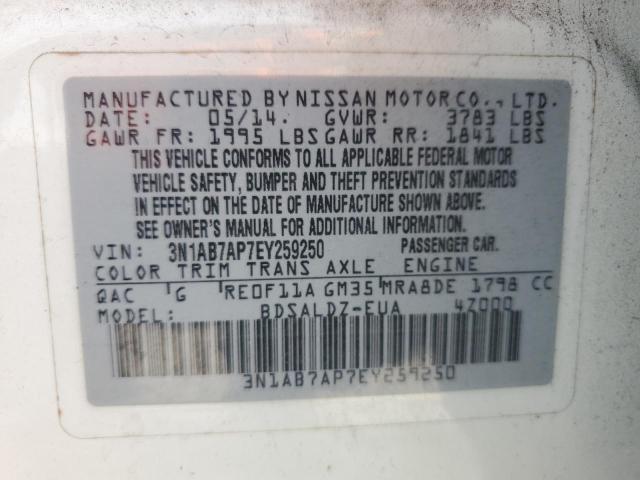 MANUFACTURED BY NISSAN MOTOR CO., LTD.
DATE: 05/14. GVWR: 3783 LBS
GAWR FR: 1995 LBS GAWR RR: 1841 LBS
THIS VEHICLE CONFORMS TO ALL APPLICABLE FEDERAL MOTOR
VEHICLE SAFETY, BUMPER AND THEFT PREVENTION STANDARDS
IN EFFECT ON THE DATE OF MANUFACTURE SHOWN ABOVE.
SEE OWNER'S MANUAL FOR ADDITIONAL INFORMATION.
VIN: 3N1AB7AP7EY259250 PASSENGER CAR.
COLOR TRIM TRANS AXLE ENGINE
QAC G RE0F11A GM35 MRA8DE 1798 CC
MODEL: BDSALDZ-EUA 4Z000
3N1AB7AP7EY259250